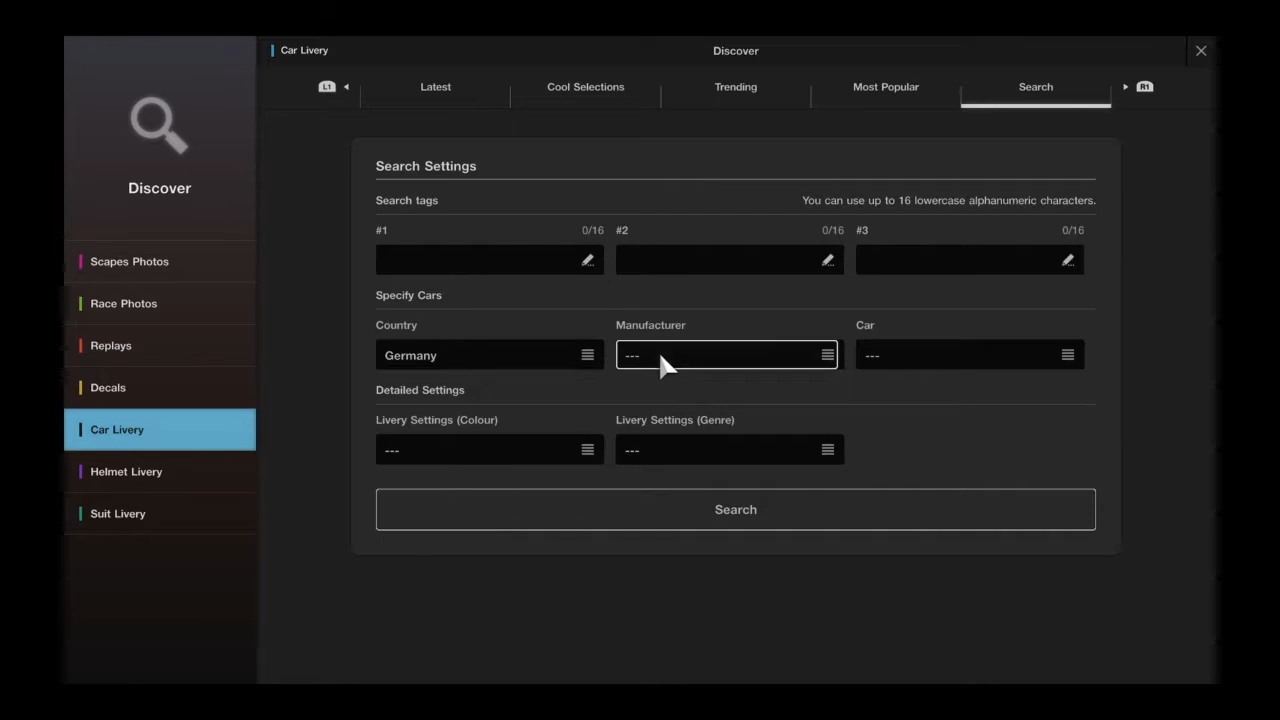 Car Livery
Discover
L1
Latest
Cool Selections
Trending
Most Popular
Search
R1
Discover
Scapes Photos
Race Photos
Replays
Decals
Car Livery
Helmet Livery
Suit Livery
Search Settings
Search tags
You can use up to 16 lowercase alphanumeric characters.
#1 0/16
#2 0/16
#3 0/16
Specify Cars
Country
Manufacturer
Car
Germany
---
---
Detailed Settings
Livery Settings (Colour)
Livery Settings (Genre)
---
---
Search